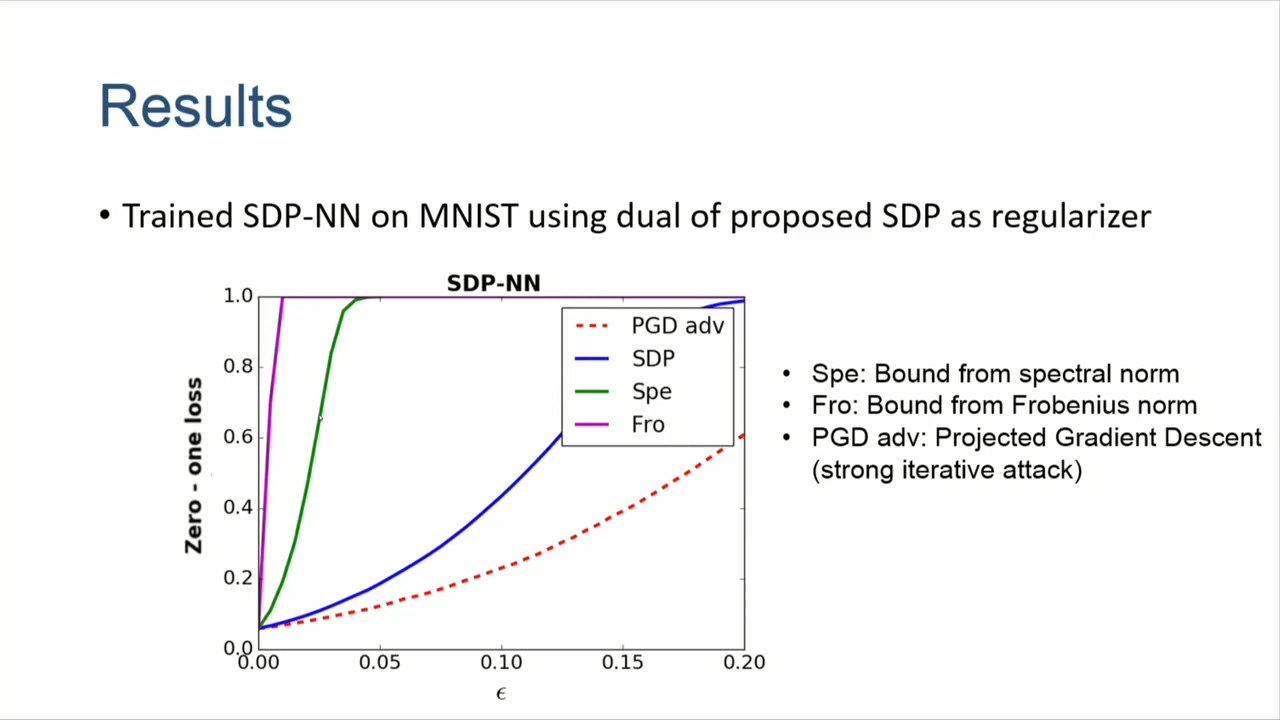 Results
• Trained SDP-NN on MNIST using dual of proposed SDP as regularizer
SDP-NN
1.0
0.8
0.6
0.4
0.2
0.0
Zero - one loss
PGD adv
SDP
Spe
Fro
0.00 0.05 0.10 0.15 0.20
ϵ
• Spe: Bound from spectral norm
• Fro: Bound from Frobenius norm
• PGD adv: Projected Gradient Descent
(strong iterative attack)